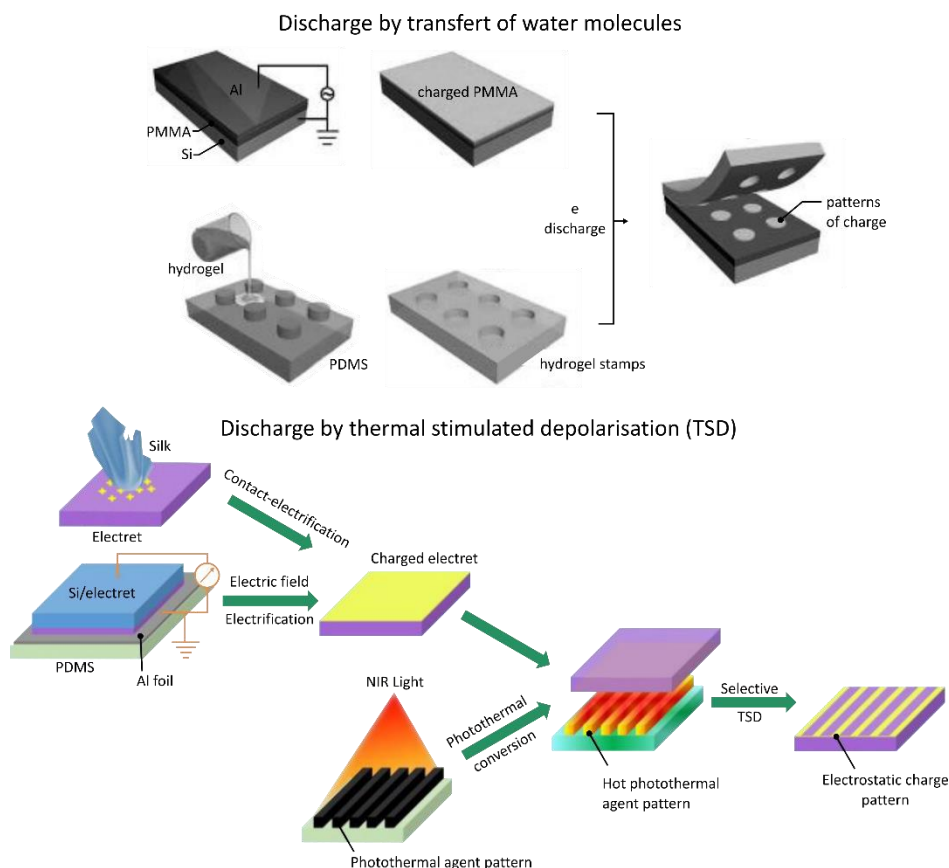 Discharge by transfert of water molecules
Al
PMMA
Si
charged PMMA
hydrogel
PDMS
hydrogel stamps
e
discharge
patterns
of charge
Discharge by thermal stimulated depolarisation (TSD)
Silk
Electret
Contact-electrification
Si/electret
PDMS
Al foil
Electric field
Electrification
Charged electret
NIR Light
Photothermal
conversion
Photothermal agent pattern
Hot photothermal
agent pattern
Selective
TSD
Electrostatic charge
pattern